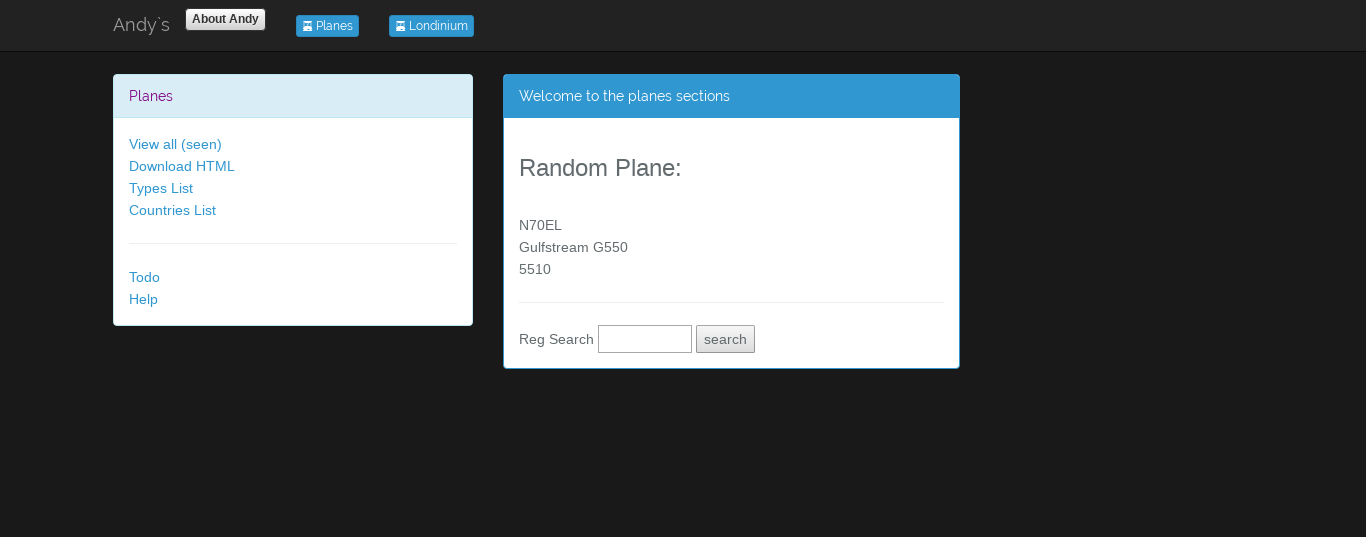 Andy`s About Andy Planes Londinium
Planes
View all (seen)
Download HTML
Types List
Countries List
Todo
Help
Welcome to the planes sections
Random Plane:
N70EL
Gulfstream G550
5510
Reg Search search